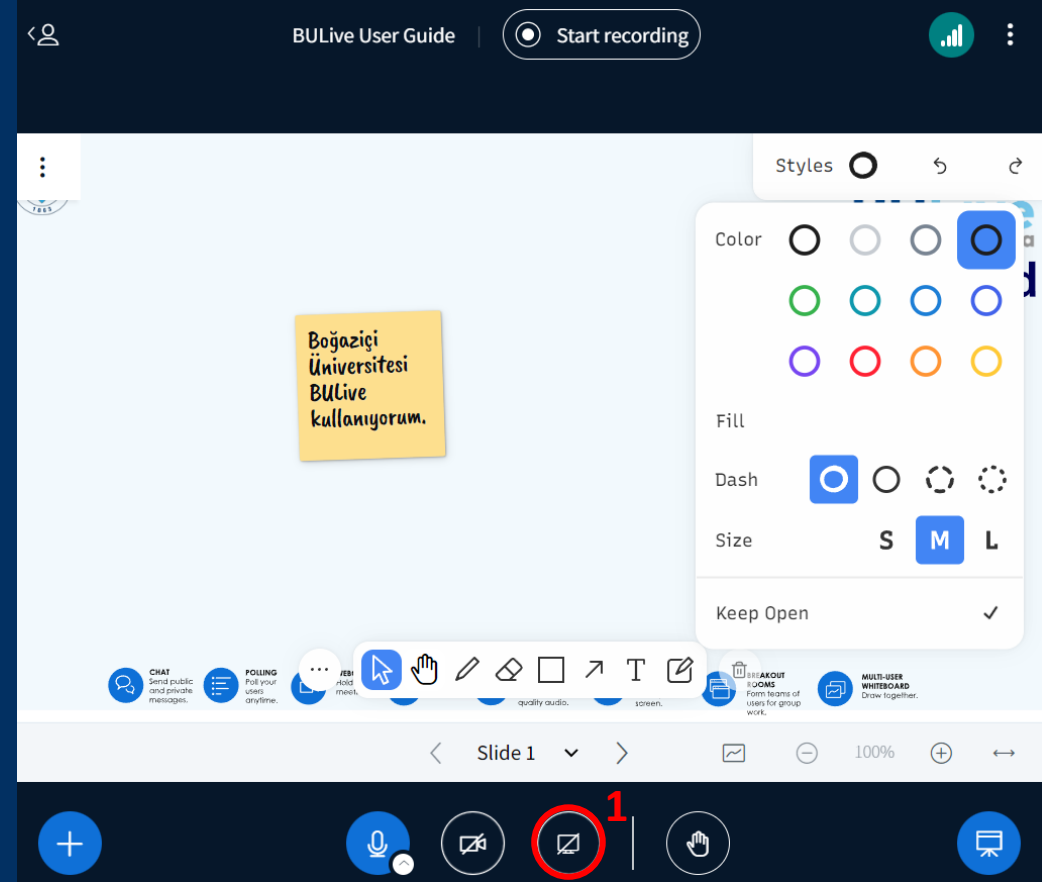 BULive User Guide
Start recording
Styles
1863
Color
Boğaziçi
Üniversitesi
BULive
kullanıyorum.
Fill
Dash
Size S M L
Keep Open
CHAT
Send public
and private
messages.
POLLING
Poll your
users
anytime.
quality audio.
screen.
BREAKOUT
ROOMS
Form teams of
users for group
work.
MULTI-USER
WHITEBOARD
Draw together.
Slide 1
100%
1